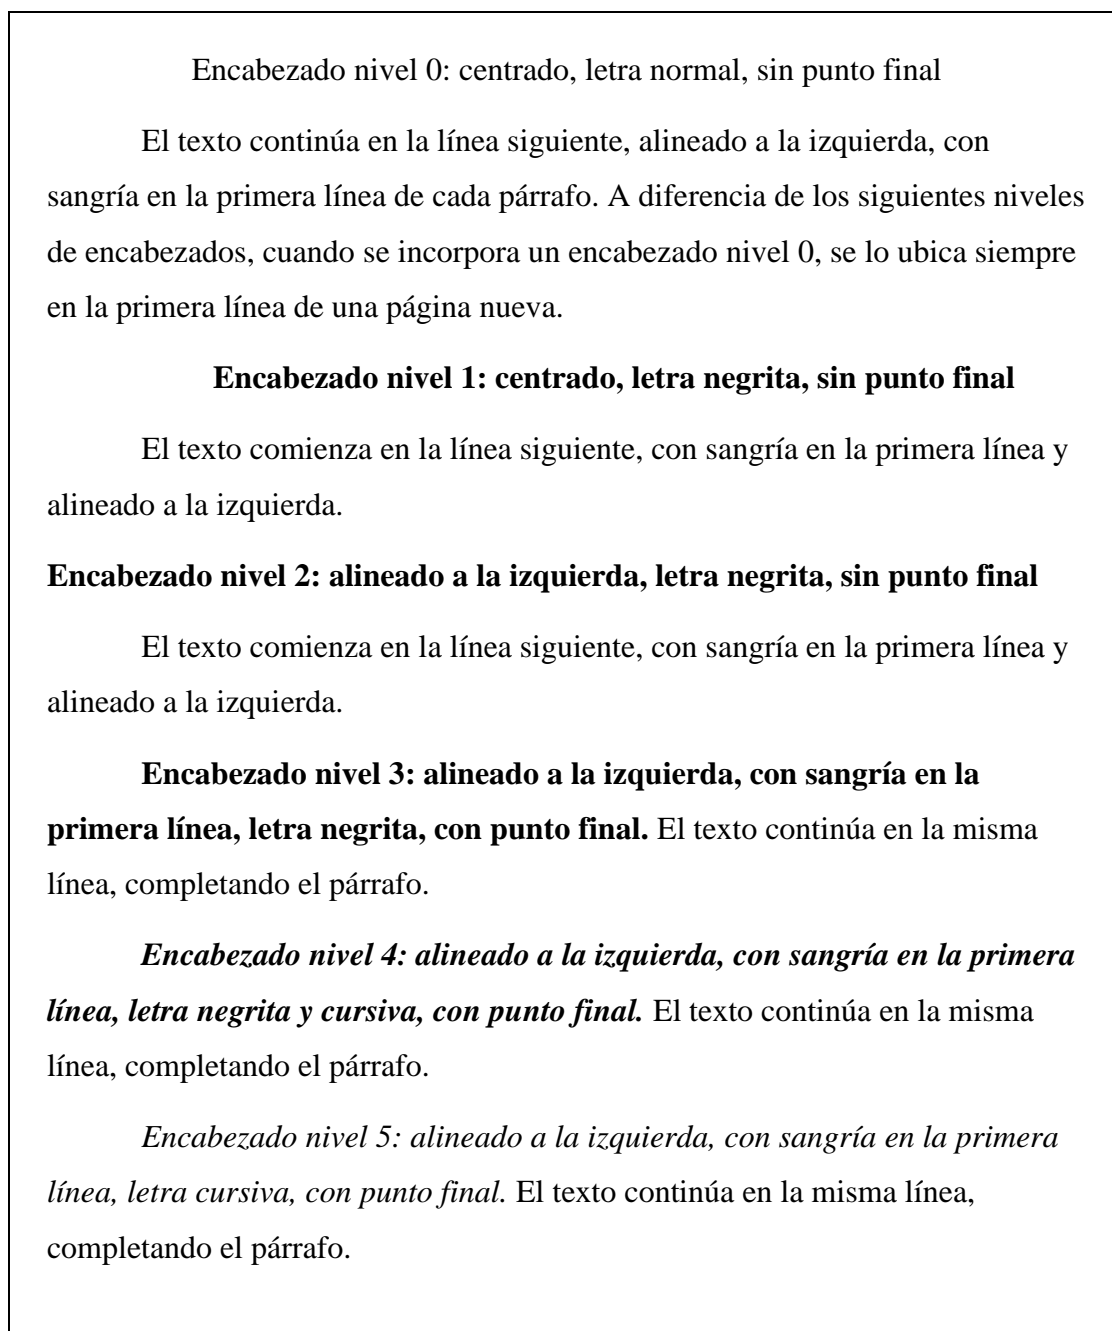 Encabezado nivel 0: centrado, letra normal, sin punto final
El texto continúa en la línea siguiente, alineado a la izquierda, con
sangría en la primera línea de cada párrafo. A diferencia de los siguientes niveles
de encabezados, cuando se incorpora un encabezado nivel 0, se lo ubica siempre
en la primera línea de una página nueva.
Encabezado nivel 1: centrado, letra negrita, sin punto final
El texto comienza en la línea siguiente, con sangría en la primera línea y
alineado a la izquierda.
Encabezado nivel 2: alineado a la izquierda, letra negrita, sin punto final
El texto comienza en la línea siguiente, con sangría en la primera línea y
alineado a la izquierda.
Encabezado nivel 3: alineado a la izquierda, con sangría en la
primera línea, letra negrita, con punto final. El texto continúa en la misma
línea, completando el párrafo.
Encabezado nivel 4: alineado a la izquierda, con sangría en la primera
línea, letra negrita y cursiva, con punto final. El texto continúa en la misma
línea, completando el párrafo.
Encabezado nivel 5: alineado a la izquierda, con sangría en la primera
línea, letra cursiva, con punto final. El texto continúa en la misma línea,
completando el párrafo.